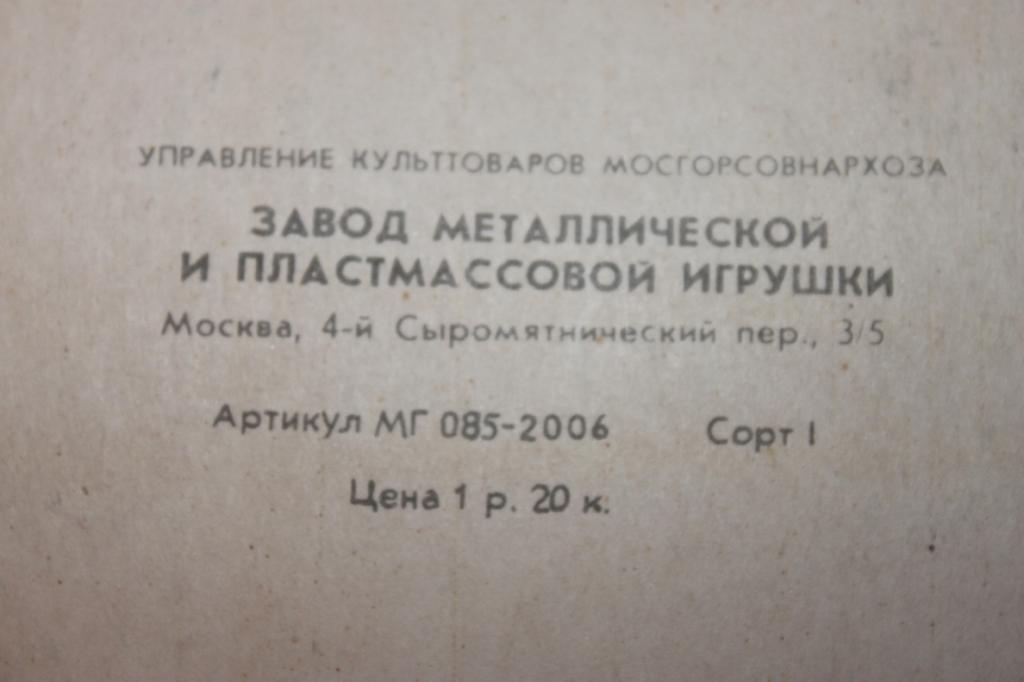 УПРАВЛЕНИЕ КУЛЬТТОВАРОВ МОСГОРСОВНАРХОЗА
ЗАВОД МЕТАЛЛИЧЕСКОЙ
И ПЛАСТМАССОВОЙ ИГРУШКИ
Москва, 4-й Сыромятнический пер., 3/5
Артикул МГ 085-2006 Сорт I
Цена 1 р. 20 к.